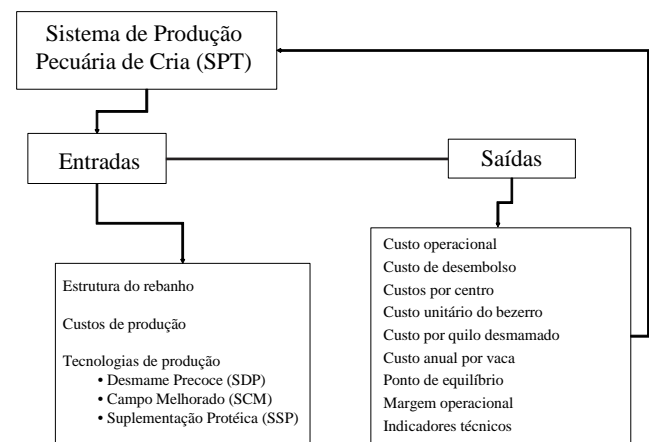 Sistema de Produção
Pecuária de Cria (SPT)
Entradas
Saídas
Estrutura do rebanho
Custos de produção
Tecnologias de produção
• Desmame Precoce (SDP)
• Campo Melhorado (SCM)
• Suplementação Protéica (SSP)
Custo operacional
Custo de desembolso
Custos por centro
Custo unitário do bezerro
Custo por quilo desmamado
Custo anual por vaca
Ponto de equilíbrio
Margem operacional
Indicadores técnicos